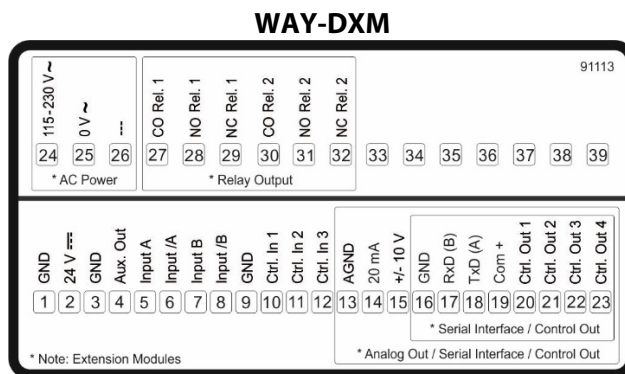 WAY-DXM
91113
115-230 V ~
0 V ~
---
CO Rel. 1
NO Rel. 1
NC Rel. 1
CO Rel. 2
NO Rel. 2
NC Rel. 2
24 25 26 27 28 29 30 31 32 33 34 35 36 37 38 39
* AC Power
* Relay Output
GND
24 V ⎓
GND
Aux. Out
Input A
Input /A
Input B
Input /B
GND
Ctrl. In 1
Ctrl. In 2
Ctrl. In 3
AGND
20 mA
+/- 10 V
GND
RxD (B)
TxD (A)
Com +
Ctrl. Out 1
Ctrl. Out 2
Ctrl. Out 3
Ctrl. Out 4
1 2 3 4 5 6 7 8 9 10 11 12 13 14 15 16 17 18 19 20 21 22 23
* Serial Interface / Control Out
* Note: Extension Modules
* Analog Out / Serial Interface / Control Out